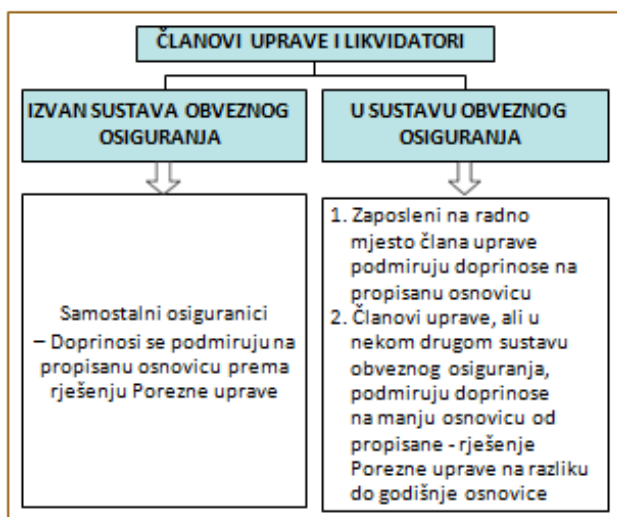 ČLANOVI UPRAVE I LIKVIDATORI
IZVAN SUSTAVA OBVEZNOG
OSIGURANJA
U SUSTAVU OBVEZNOG
OSIGURANJA
Samostalni osiguranici
– Doprinosi se podmiruju na
propisanu osnovicu prema
rješenju Porezne uprave
1. Zaposleni na radno
mjesto člana uprave
podmiruju doprinose na
propisanu osnovicu
2. Članovi uprave, ali u
nekom drugom sustavu
obveznog osiguranja,
podmiruju doprinose
na manju osnovicu od
propisane - rješenje
Porezne uprave na razliku
do godišnje osnovice